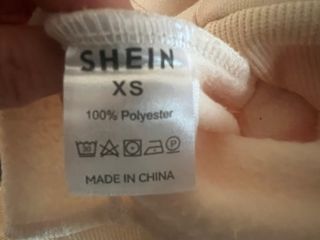 SHEIN
XS
100% Polyester
MADE IN CHINA